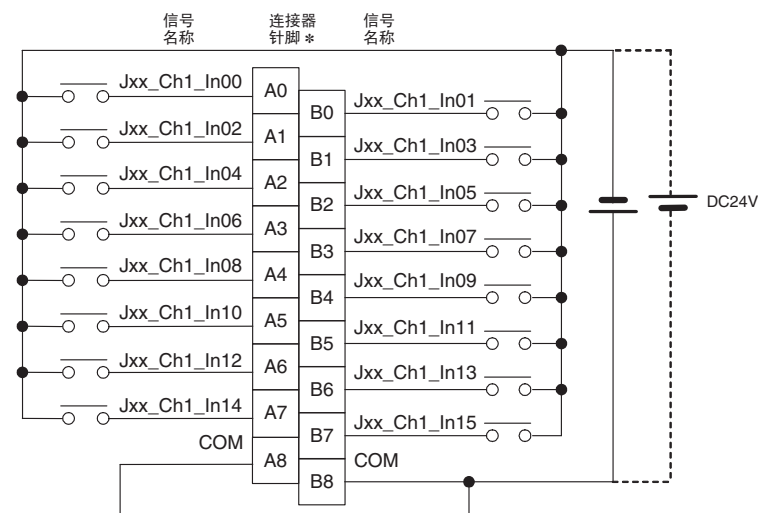 信号 连接器 信号
名称 针脚 * 名称
Jxx_Ch1_In00 A0
B0 Jxx_Ch1_In01
Jxx_Ch1_In02 A1
B1 Jxx_Ch1_In03
Jxx_Ch1_In04 A2
B2 Jxx_Ch1_In05
DC24V
Jxx_Ch1_In06 A3
B3 Jxx_Ch1_In07
Jxx_Ch1_In08 A4
B4 Jxx_Ch1_In09
Jxx_Ch1_In10 A5
B5 Jxx_Ch1_In11
Jxx_Ch1_In12 A6
B6 Jxx_Ch1_In13
Jxx_Ch1_In14 A7
B7 Jxx_Ch1_In15
COM A8
B8 COM